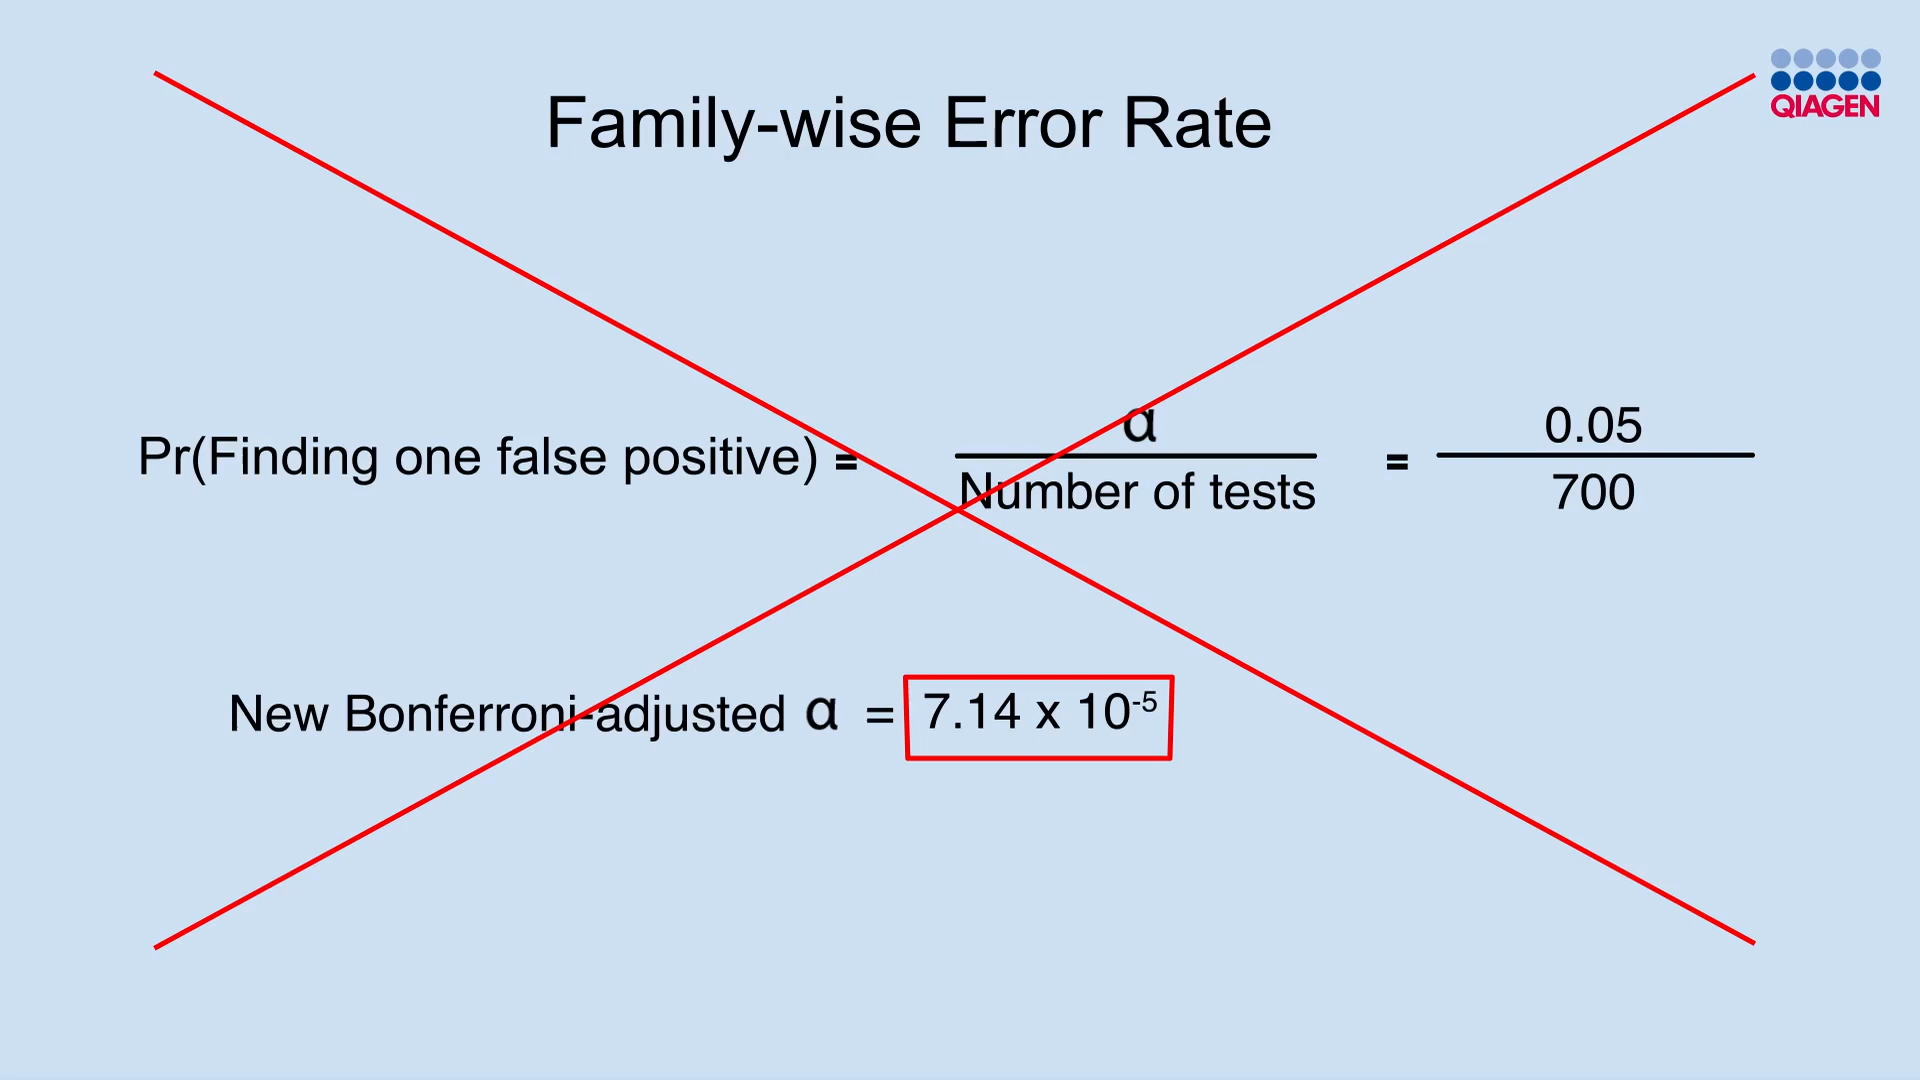 Family-wise Error Rate
QIAGEN
Pr(Finding one false positive) = α / Number of tests = 0.05 / 700
New Bonferroni-adjusted α = 7.14 x 10⁻⁵